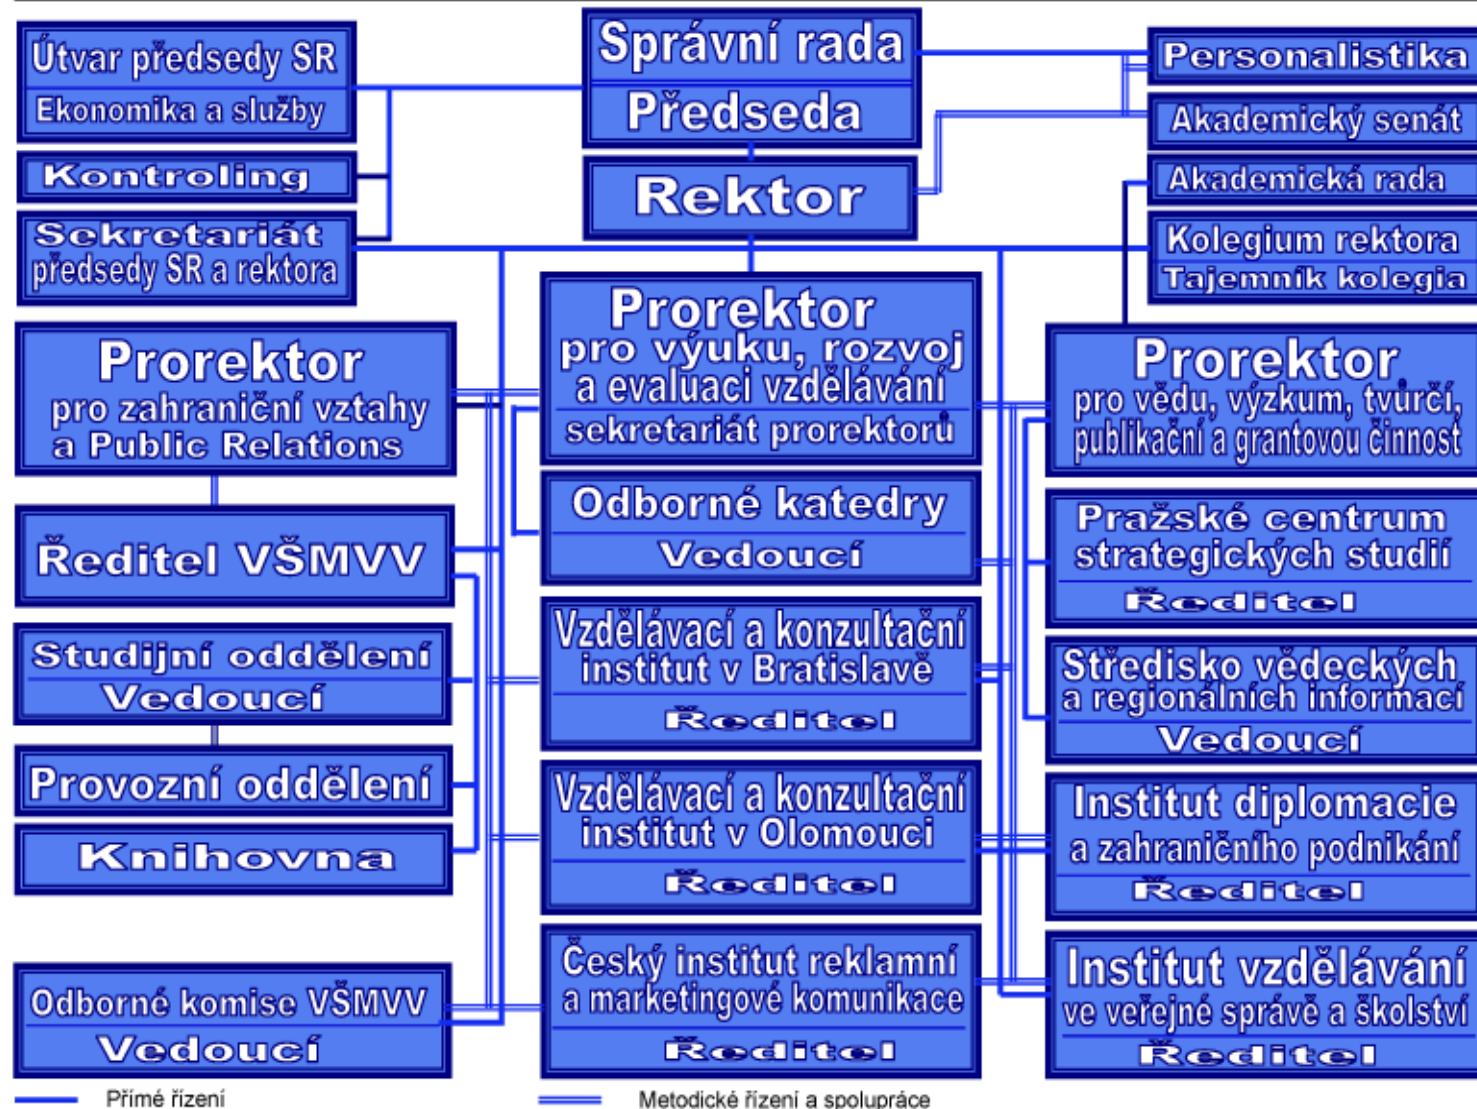 Útvar předsedy SR
Ekonomika a služby
Kontroling
Sekretariát
předsedy SR a rektora
Správní rada
Předseda
Rektor
Personalistika
Akademický senát
Akademická rada
Kolegium rektora
Tajemník kolegia
Prorektor
pro zahraniční vztahy
a Public Relations
Ředitel VŠMVV
Studijní oddělení
Vedoucí
Provozní oddělení
Knihovna
Odborné komise VŠMVV
Vedoucí
Prorektor
pro výuku, rozvoj
a evaluaci vzdělávání
sekretariát prorektorů
Odborné katedry
Vedoucí
Vzdělávací a konzultační
institut v Bratislavě
Ředitel
Vzdělávací a konzultační
institut v Olomouci
Ředitel
Český institut reklamní
a marketingové komunikace
Ředitel
Prorektor
pro vědu, výzkum, tvůrčí,
publikační a grantovou činnost
Pražské centrum
strategických studií
Ředitel
Středisko vědeckých
a regionálních informací
Vedoucí
Institut diplomacie
a zahraničního podnikání
Ředitel
Institut vzdělávání
ve veřejné správě a školství
Ředitel
Přímé řízení
Metodické řízení a spolupráce